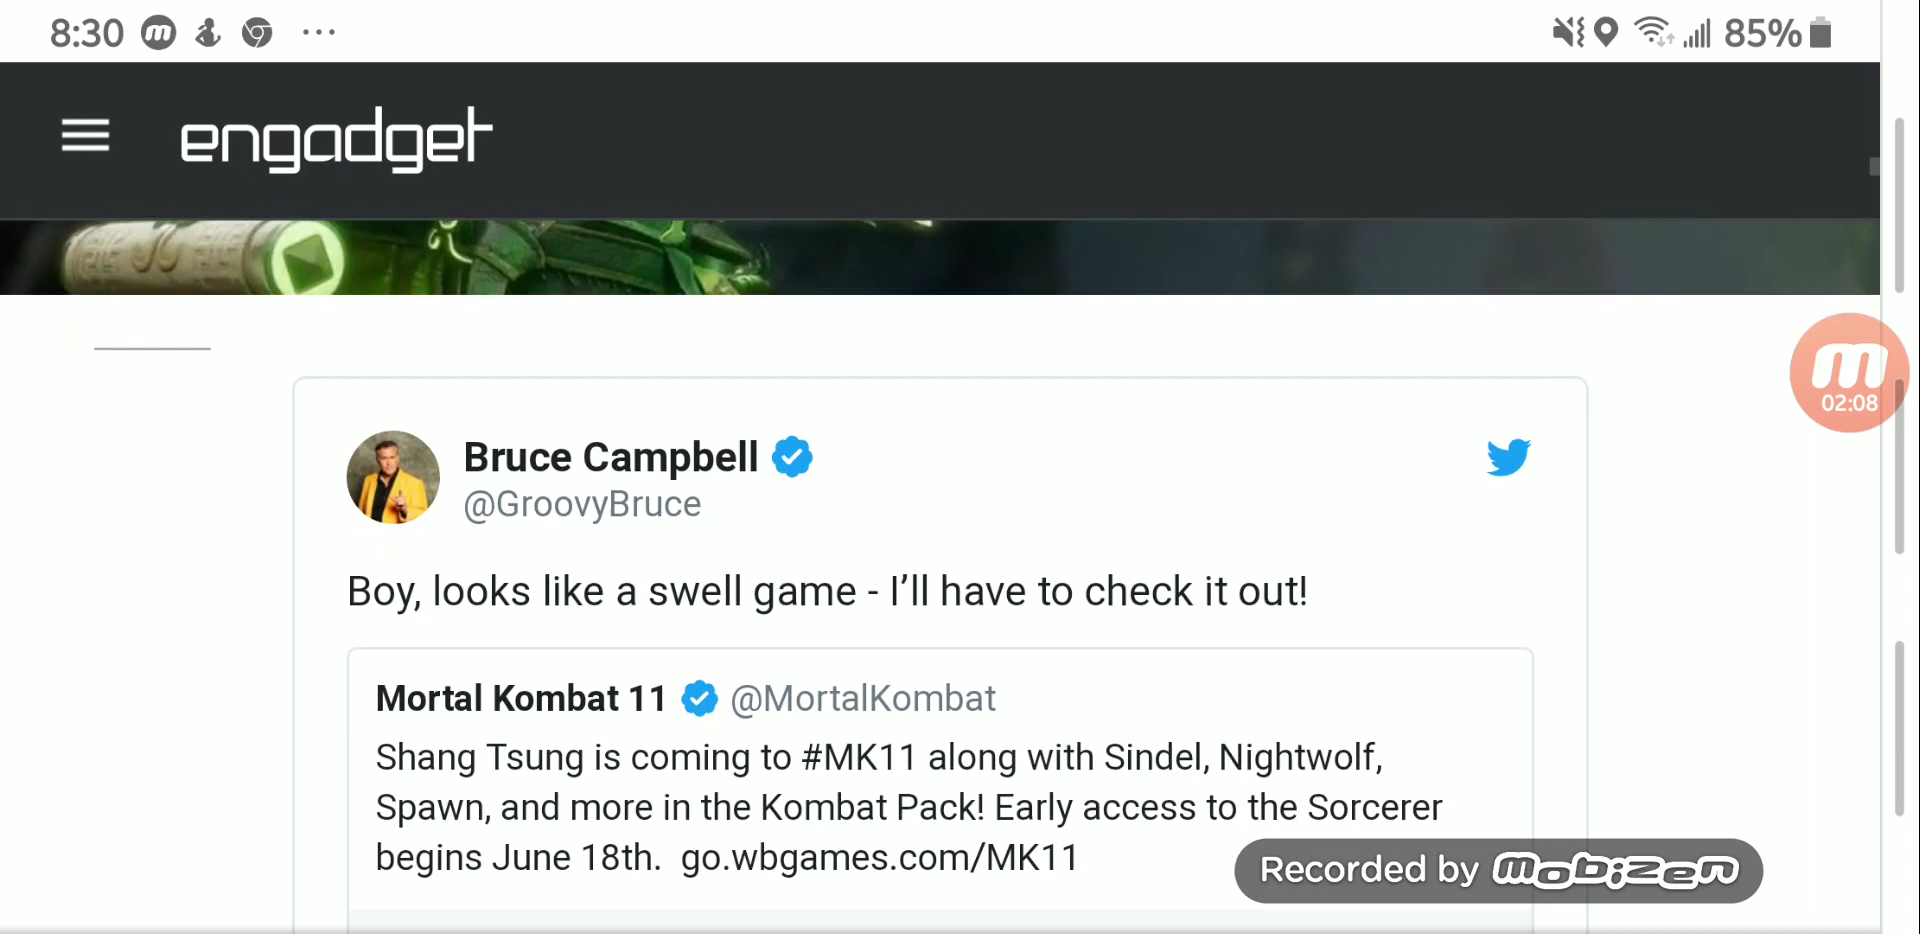 8:30 85%
engadget
02:08
Bruce Campbell
@GroovyBruce
Boy, looks like a swell game - I’ll have to check it out!
Mortal Kombat 11 @MortalKombat
Shang Tsung is coming to #MK11 along with Sindel, Nightwolf,
Spawn, and more in the Kombat Pack! Early access to the Sorcerer
begins June 18th. go.wbgames.com/MK11
Recorded by mobizen